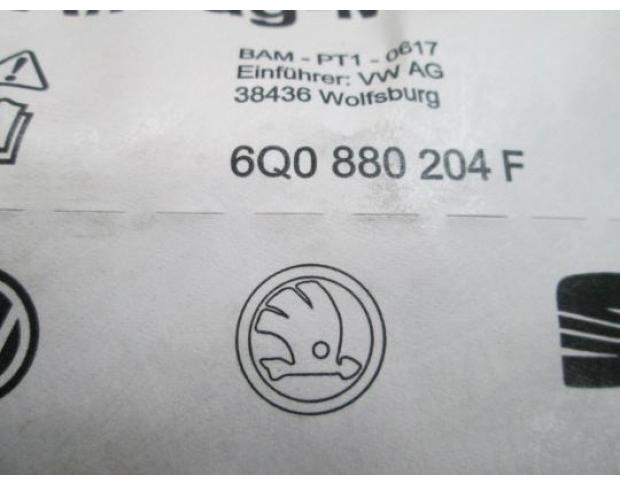 BAM - PT1 - 0617
Einführer: VW AG
38436 Wolfsburg
6Q0 880 204 F